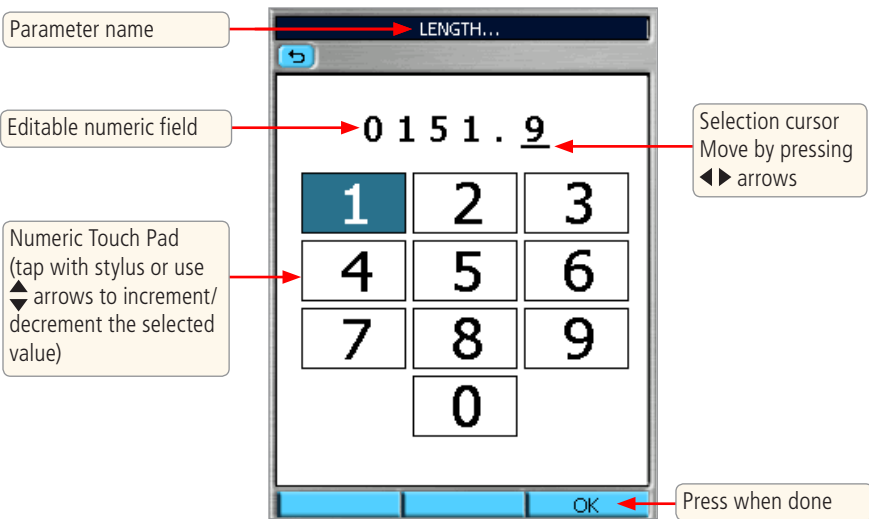 Parameter name
LENGTH...
Editable numeric field
0151.9
Selection cursor
Move by pressing
◀▶ arrows
1 2 3
Numeric Touch Pad
(tap with stylus or use
▲▼ arrows to increment/
decrement the selected
value)
4 5 6
7 8 9
0
OK
Press when done